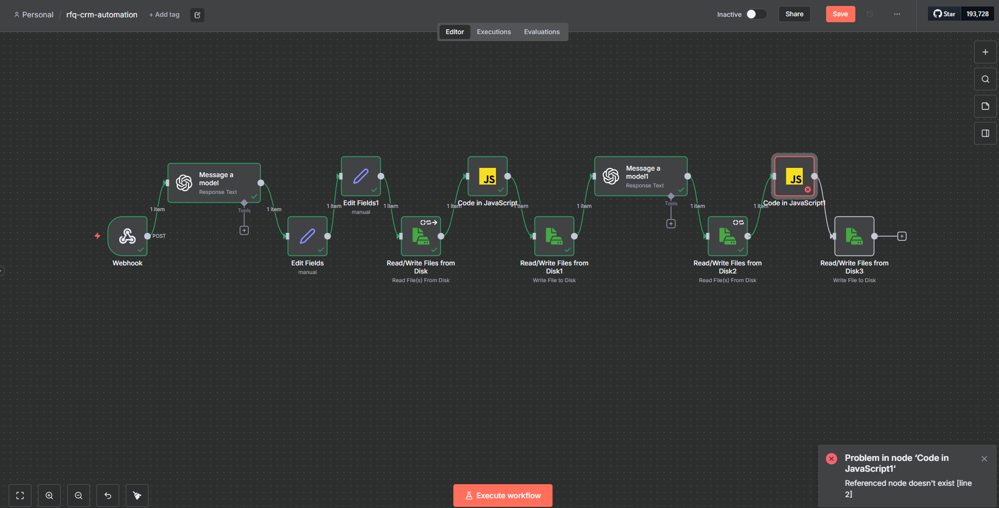 Personal / rfq-crm-automation + Add tag
Inactive Share Save ... Star 193,728
Editor Executions Evaluations
Message a
model
Response Text
Tools
1 item
POST
Webhook
1 item
Edit Fields
manual
1 item
Edit Fields1
manual
1 item
Read/Write Files from
Disk
Read File(s) From Disk
1 item
JS
Code in JavaScript
1 item
Read/Write Files from
Disk1
Write File to Disk
1 item
Message a
model1
Response Text
Tools
1 item
Read/Write Files from
Disk2
Read File(s) From Disk
1 item
JS
Code in JavaScript1
Read/Write Files from
Disk3
Write File to Disk
Execute workflow
Problem in node ‘Code in
JavaScript1‘
Referenced node doesn't exist [line
2]